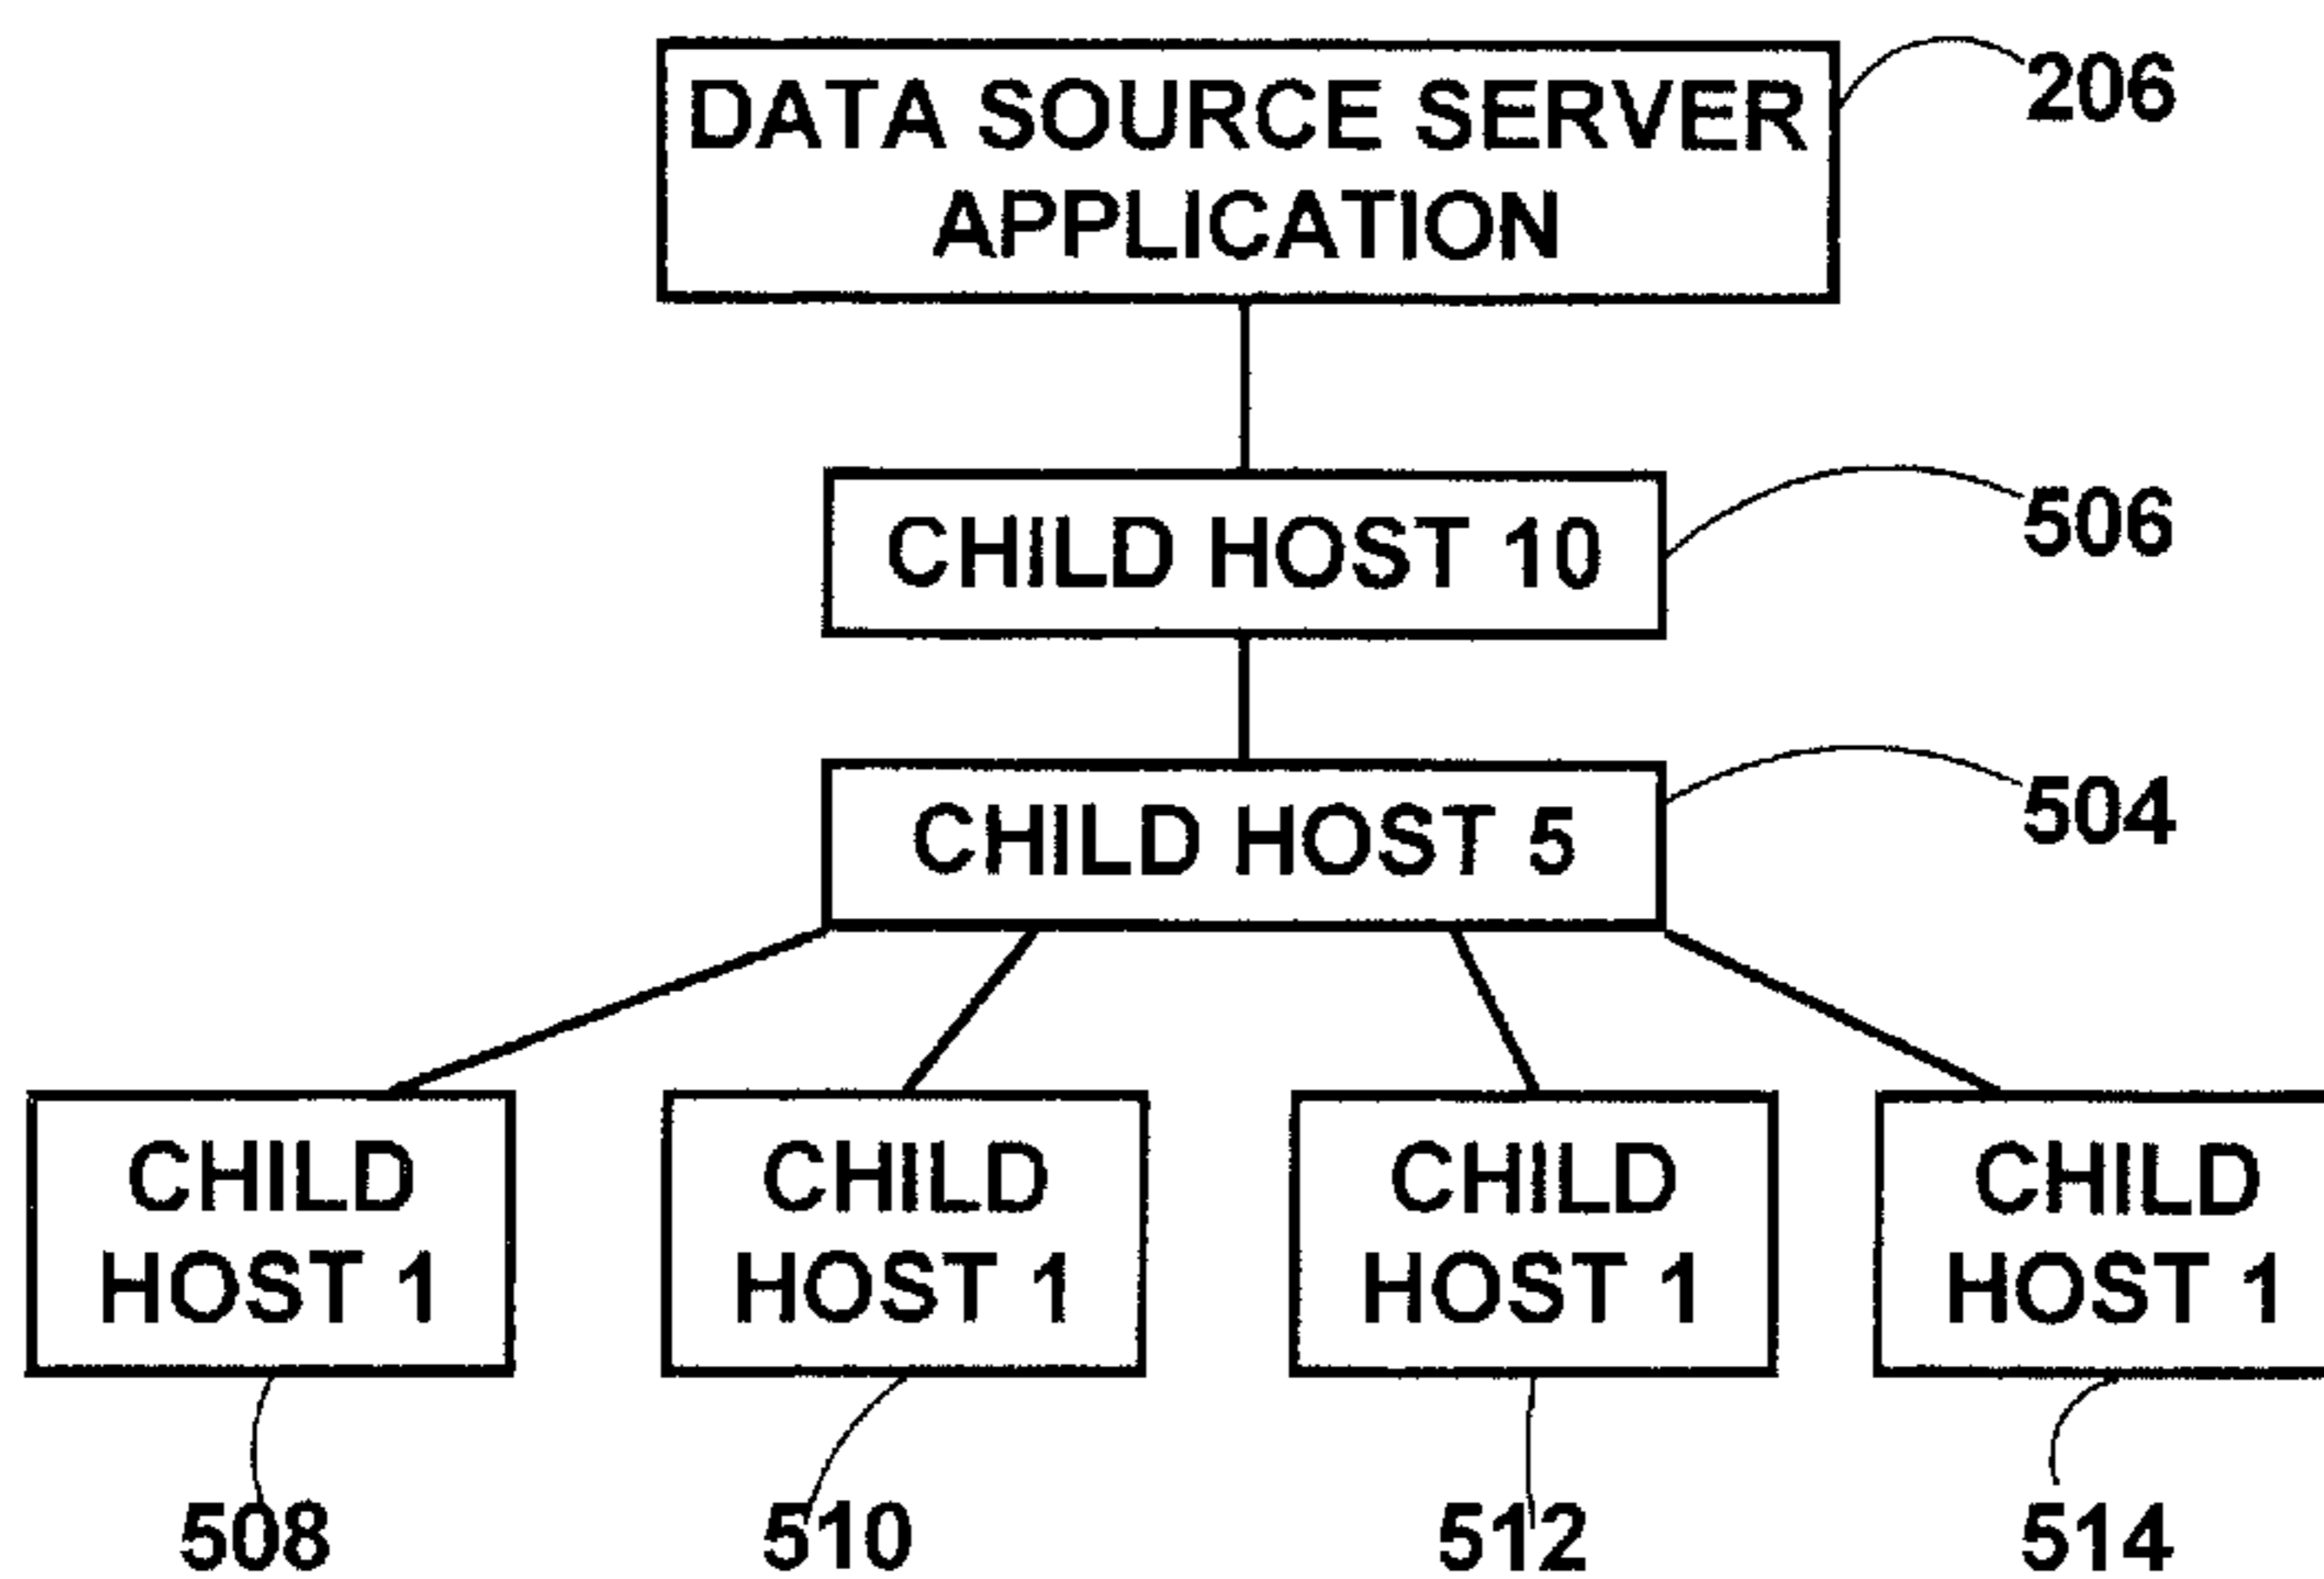 DATA SOURCE SERVER
APPLICATION
206
CHILD HOST 10
506
CHILD HOST 5
504
CHILD
HOST 1
CHILD
HOST 1
CHILD
HOST 1
CHILD
HOST 1
508
510
512
514